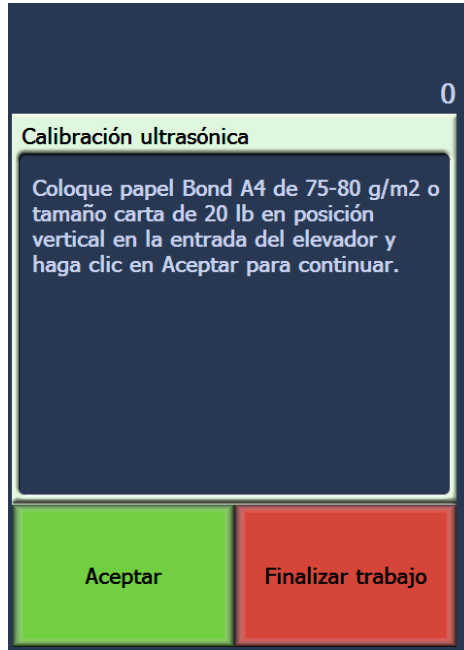 0
Calibración ultrasónica
Coloque papel Bond A4 de 75-80 g/m2 o
tamaño carta de 20 lb en posición
vertical en la entrada del elevador y
haga clic en Aceptar para continuar.
Aceptar
Finalizar trabajo